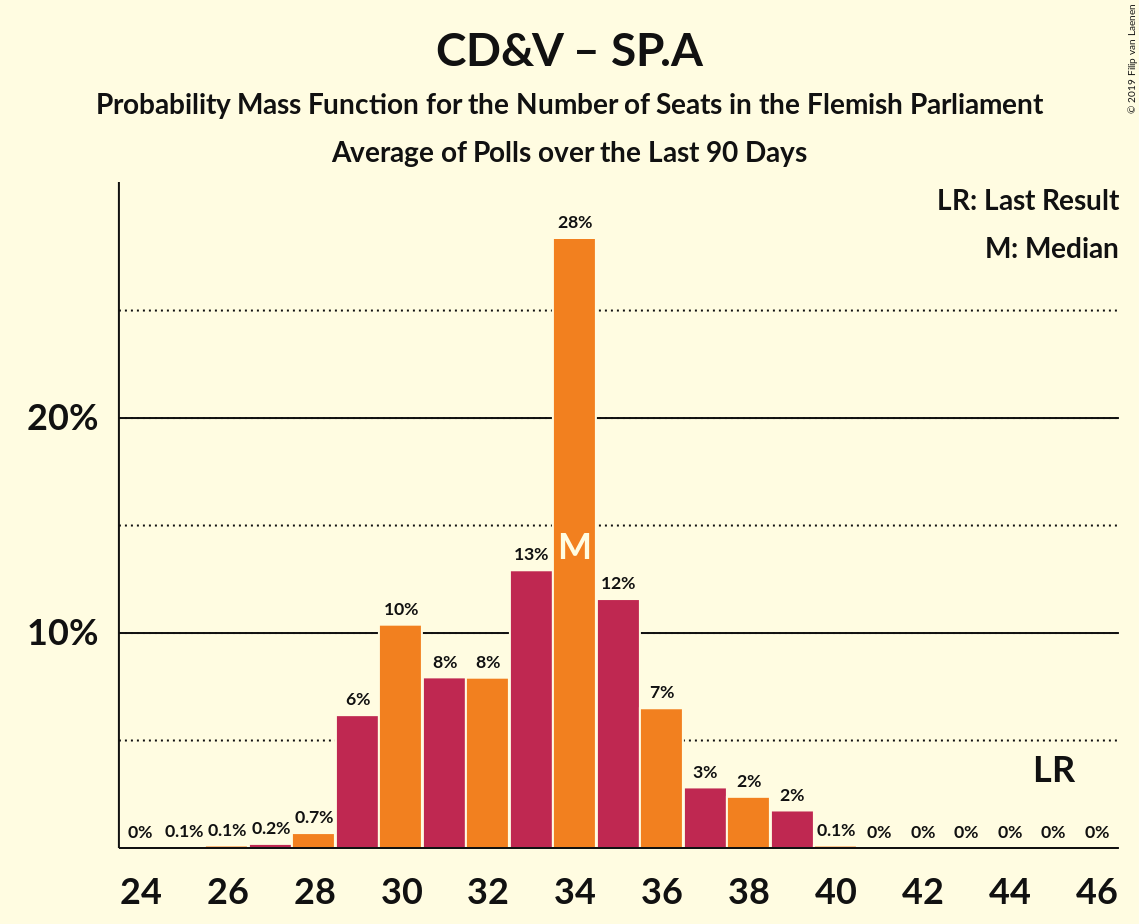 CD&V – SP.A
Probability Mass Function for the Number of Seats in the Flemish Parliament
Average of Polls over the Last 90 Days
© 2019 Filip van Laenen
LR: Last Result
M: Median
20%
10%
0% 0.1% 0.1% 0.2% 0.7% 6% 10% 8% 8% 13% 28% 12% 7% 3% 2% 2% 0.1% 0% 0% 0% 0% 0% 0%
M
LR
24 26 28 30 32 34 36 38 40 42 44 46